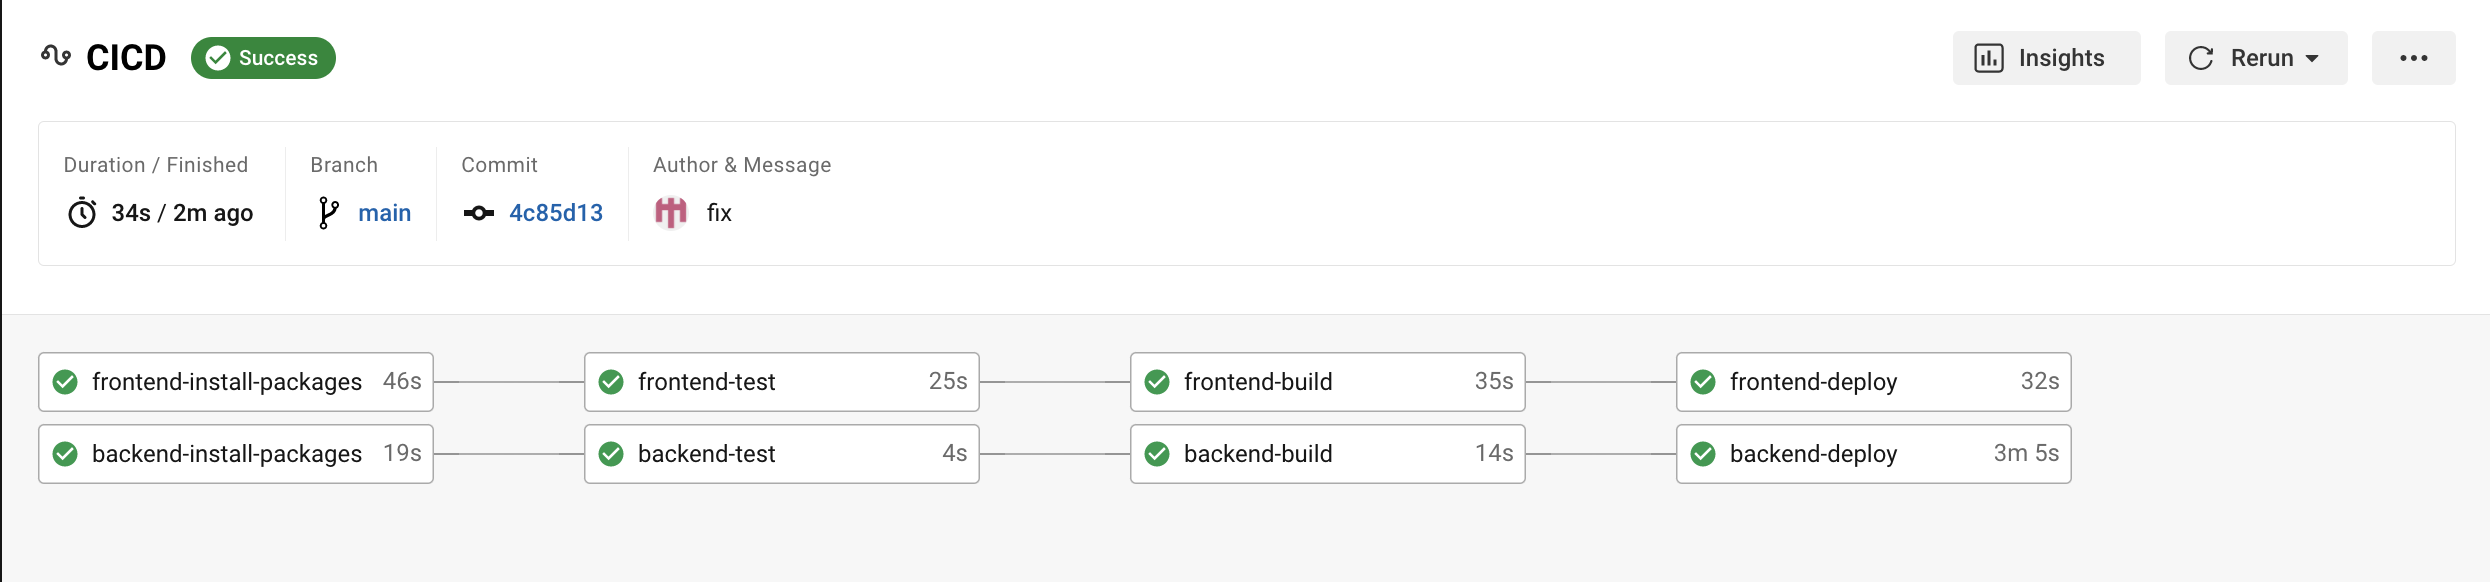 CICD Success Insights Rerun
Duration / Finished Branch Commit Author & Message
34s / 2m ago main 4c85d13 fix
frontend-install-packages 46s frontend-test 25s frontend-build 35s frontend-deploy 32s
backend-install-packages 19s backend-test 4s backend-build 14s backend-deploy 3m 5s